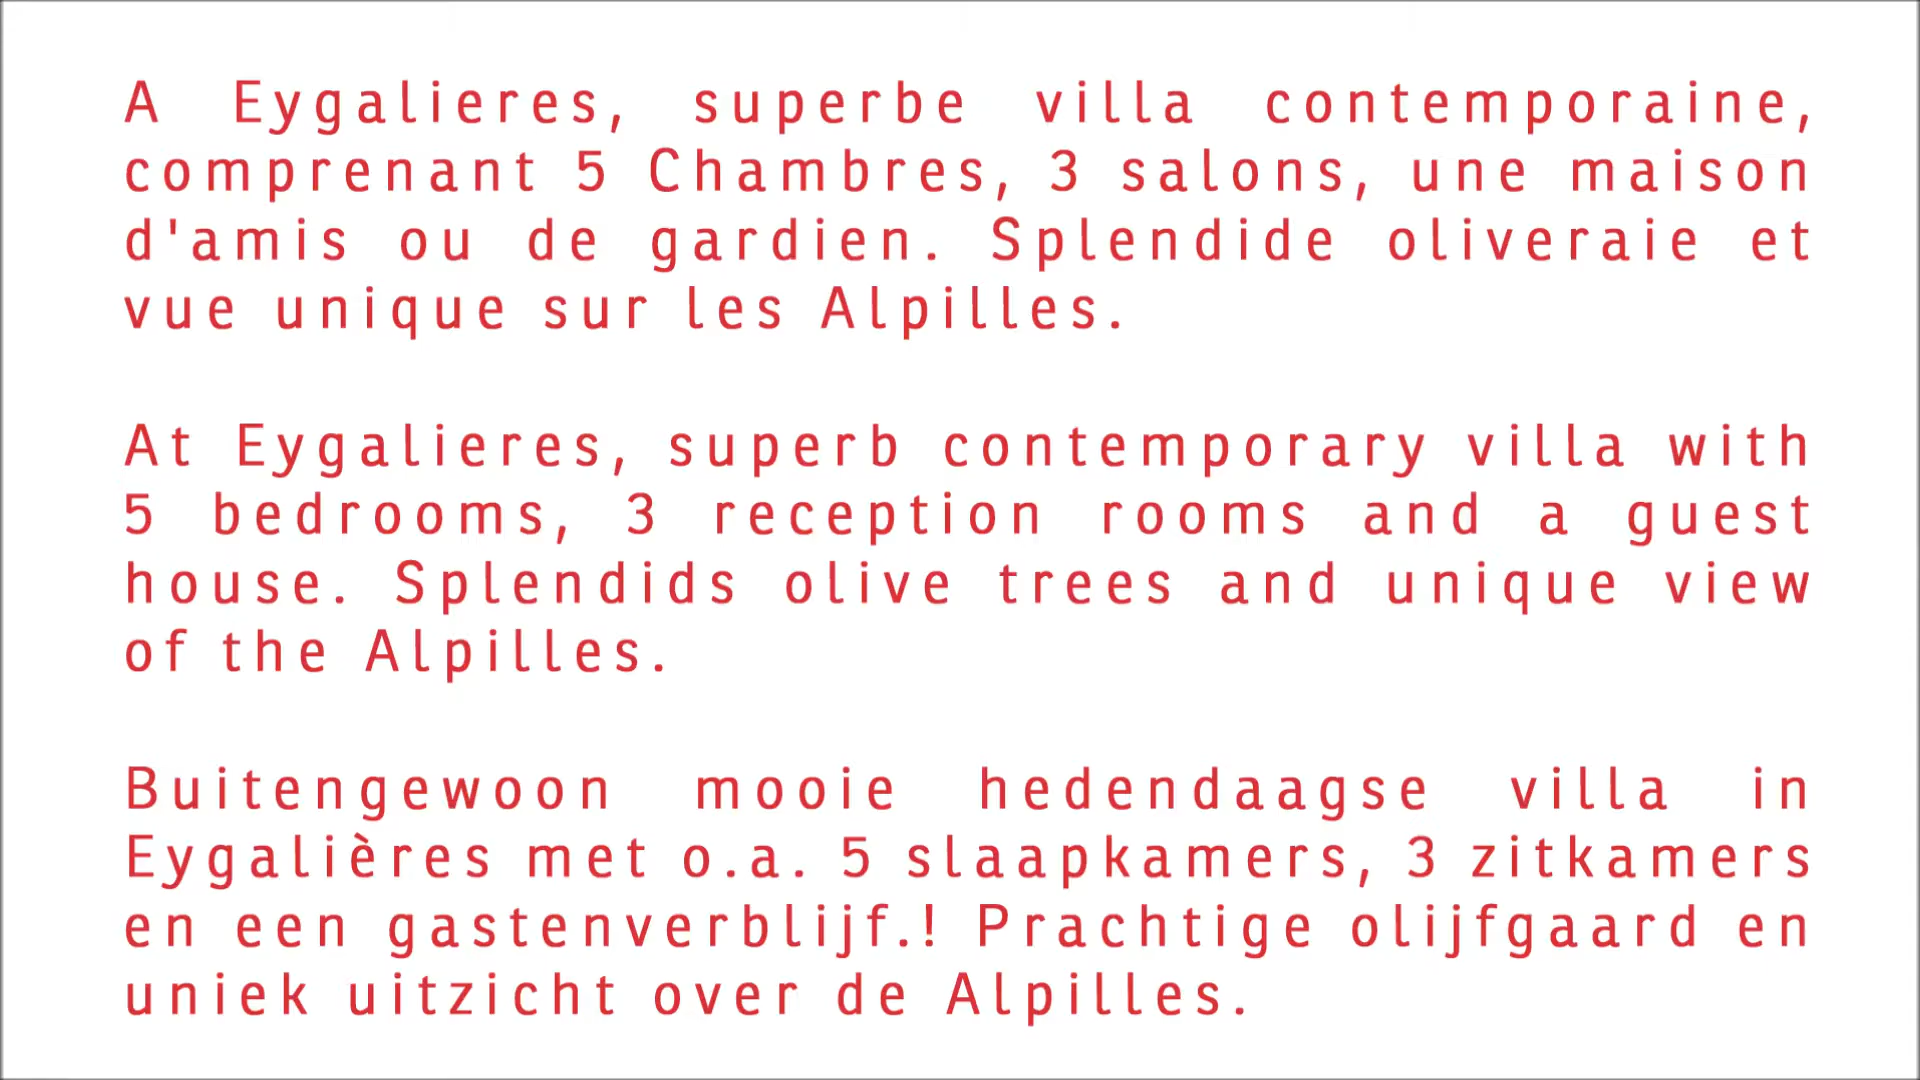 A Eygalieres, superbe villa contemporaine,
comprenant 5 Chambres, 3 salons, une maison
d'amis ou de gardien. Splendide oliveraie et
vue unique sur les Alpilles.
At Eygalieres, superb contemporary villa with
5 bedrooms, 3 reception rooms and a guest
house. Splendids olive trees and unique view
of the Alpilles.
Buitengewoon mooie hedendaagse villa in
Eygalières met o.a. 5 slaapkamers, 3 zitkamers
en een gastenverblijf.! Prachtige olijfgaard en
uniek uitzicht over de Alpilles.